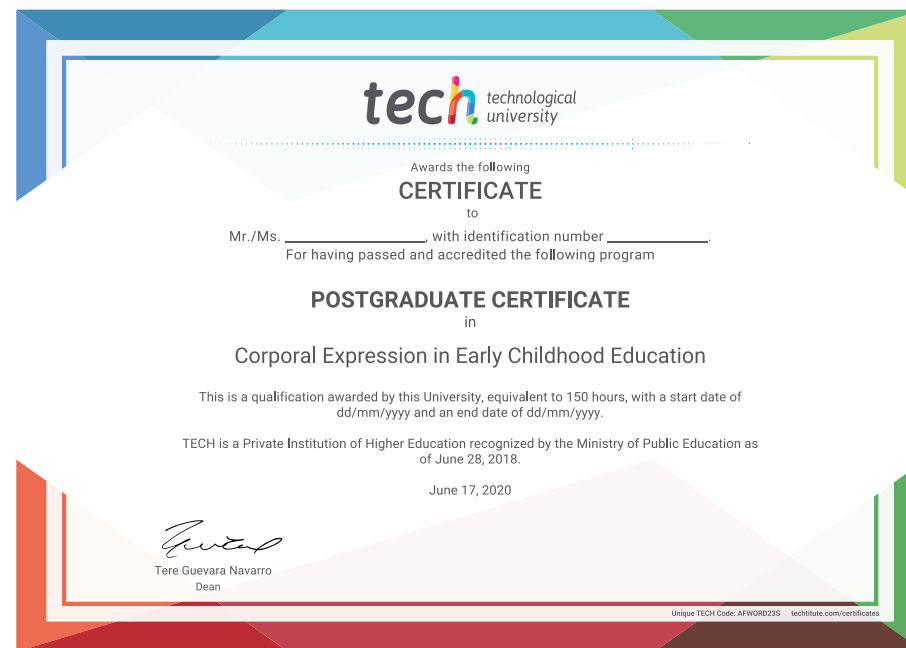 tech technological
university
Awards the following
CERTIFICATE
to
Mr./Ms. ____________________, with identification number ______________.
For having passed and accredited the following program
POSTGRADUATE CERTIFICATE
in
Corporal Expression in Early Childhood Education
This is a qualification awarded by this University, equivalent to 150 hours, with a start date of
dd/mm/yyyy and an end date of dd/mm/yyyy.
TECH is a Private Institution of Higher Education recognized by the Ministry of Public Education as
of June 28, 2018.
June 17, 2020
Tere Guevara Navarro
Dean
Unique TECH Code: AFWORD23S techtitute.com/certificates